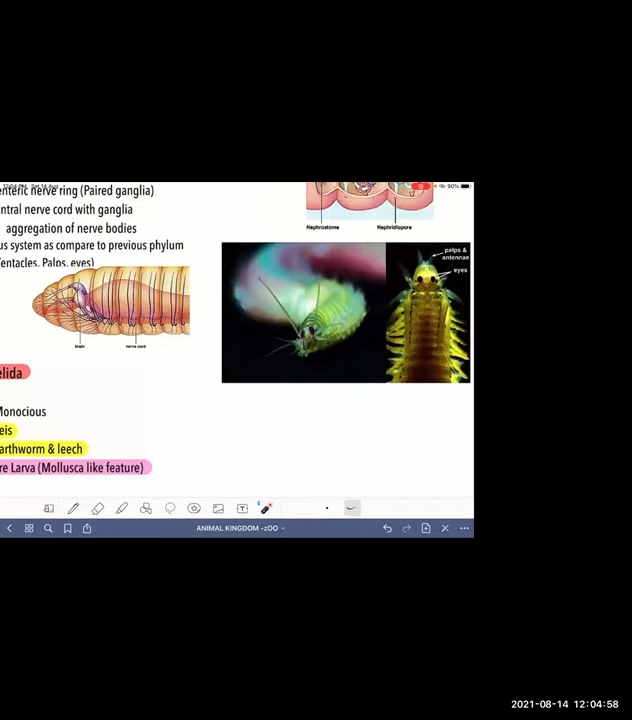 90%
enteric nerve ring (Paired ganglia)
ntral nerve cord with ganglia
aggregation of nerve bodies
us system as compare to previous phylum
Tentacles, Palps, eyes)
Nephrostome
Nephridiopore
palps &
antennae
eyes
brain
nerve cord
elida
Monocious
eis
arthworm & leech
re Larva (Mollusca like feature)
ANIMAL KINGDOM -zOO
2021-08-14 12:04:58